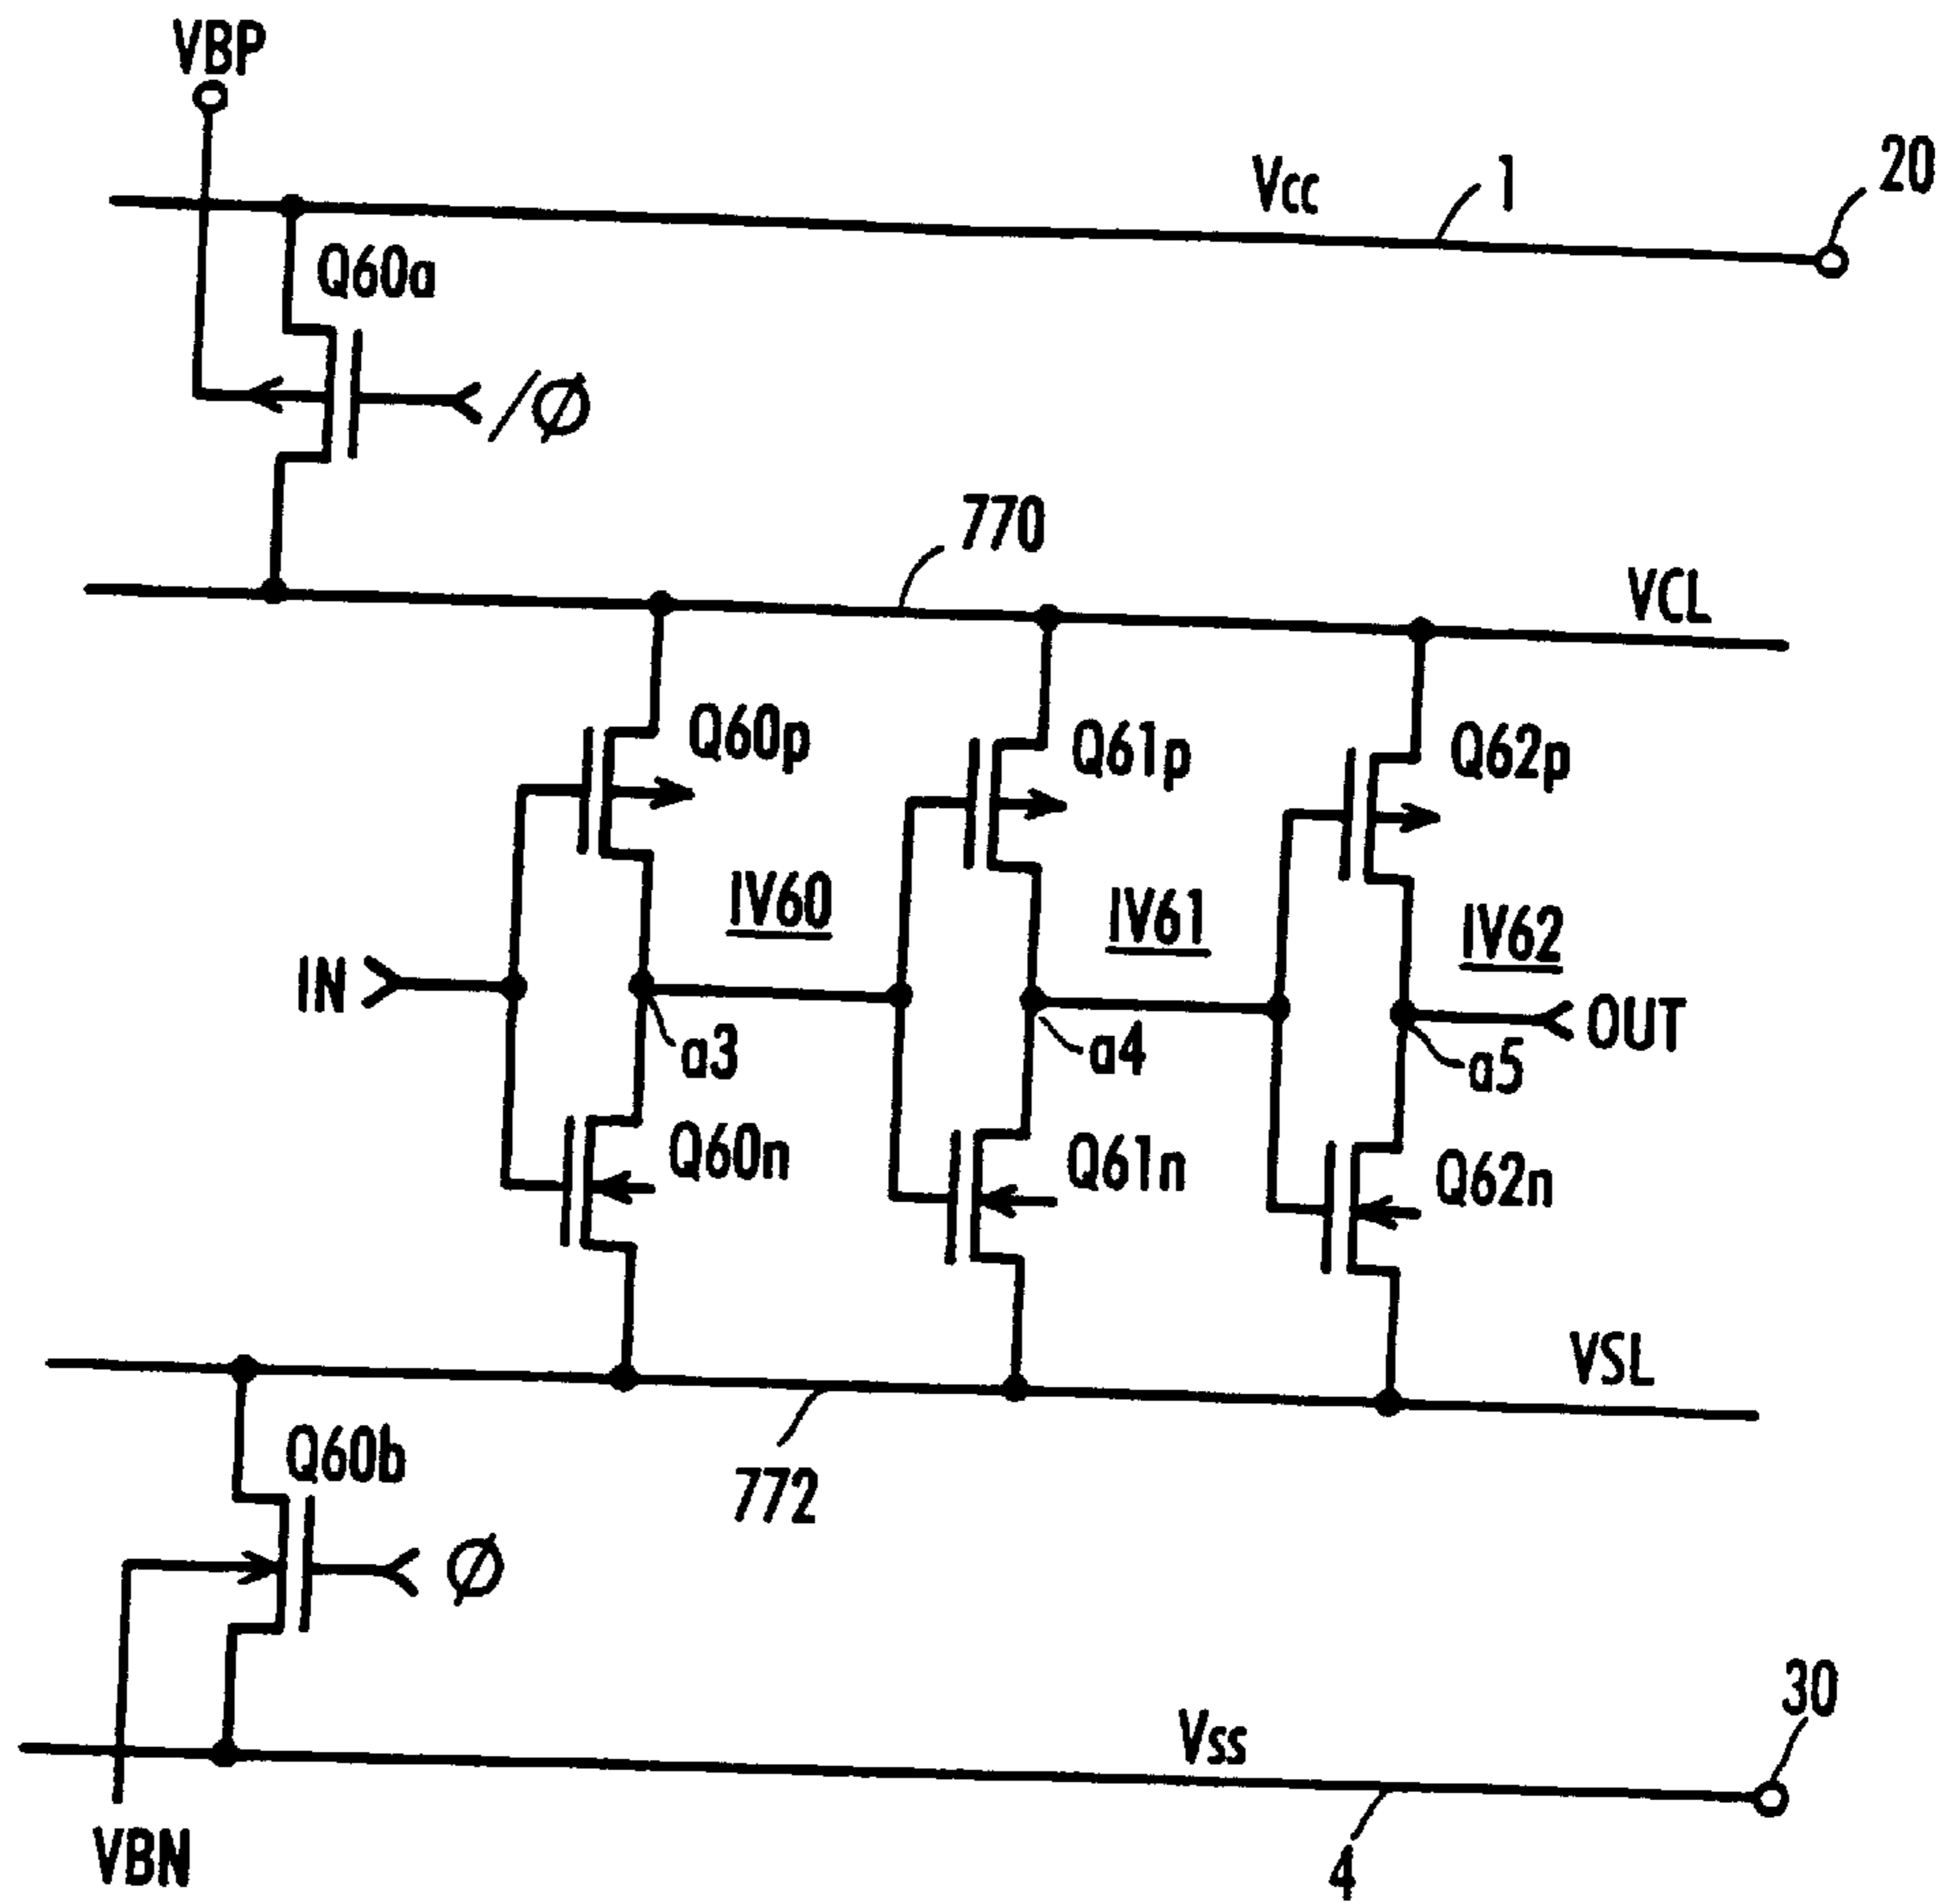 VBP
Vcc
1
20
Q60a
/Ø
770
VCL
Q60p
Q61p
Q62p
IV60
IV61
IV62
IN
a3
a4
a5
OUT
Q60n
Q61n
Q62n
VSL
Q60b
772
Ø
Vss
30
VBN
4